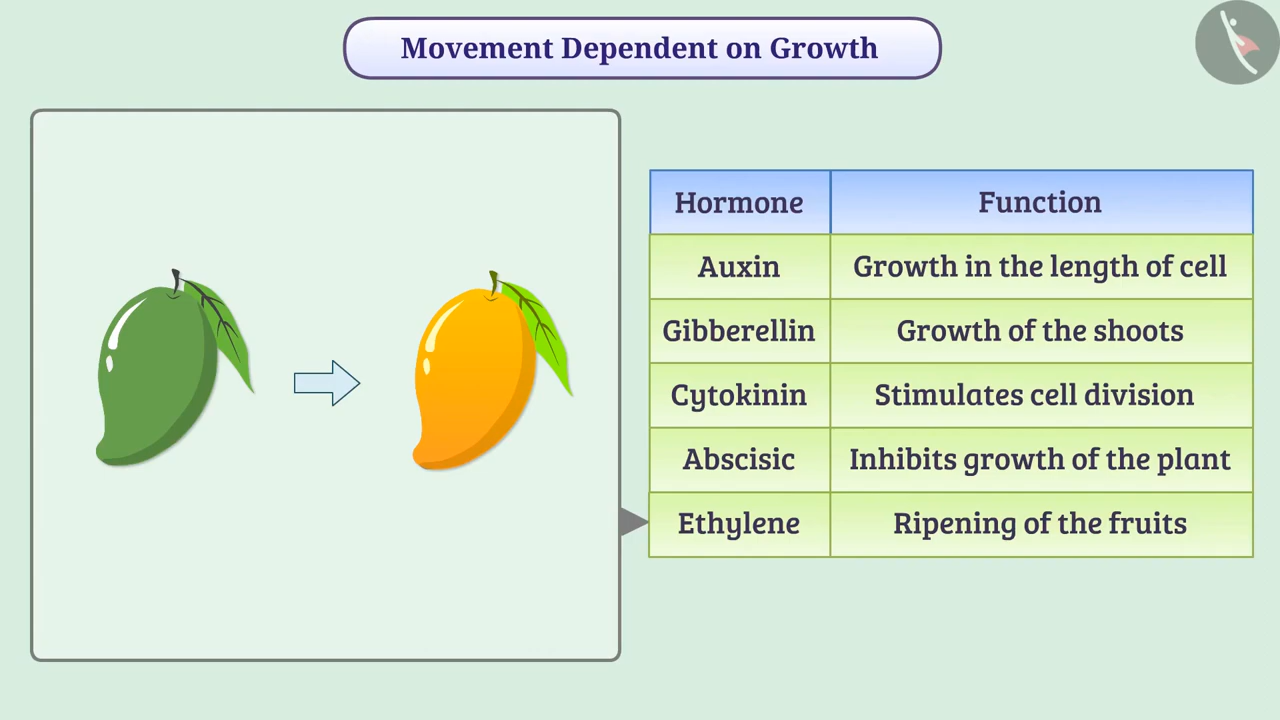 Movement Dependent on Growth
Hormone Function
Auxin Growth in the length of cell
Gibberellin Growth of the shoots
Cytokinin Stimulates cell division
Abscisic Inhibits growth of the plant
Ethylene Ripening of the fruits